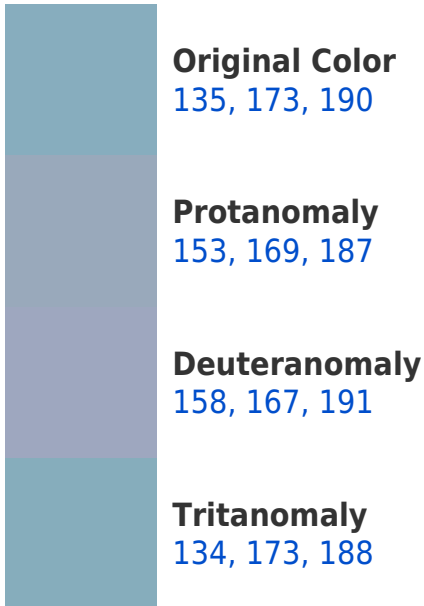 Original Color
135, 173, 190
Protanomaly
153, 169, 187
Deuteranomaly
158, 167, 191
Tritanomaly
134, 173, 188